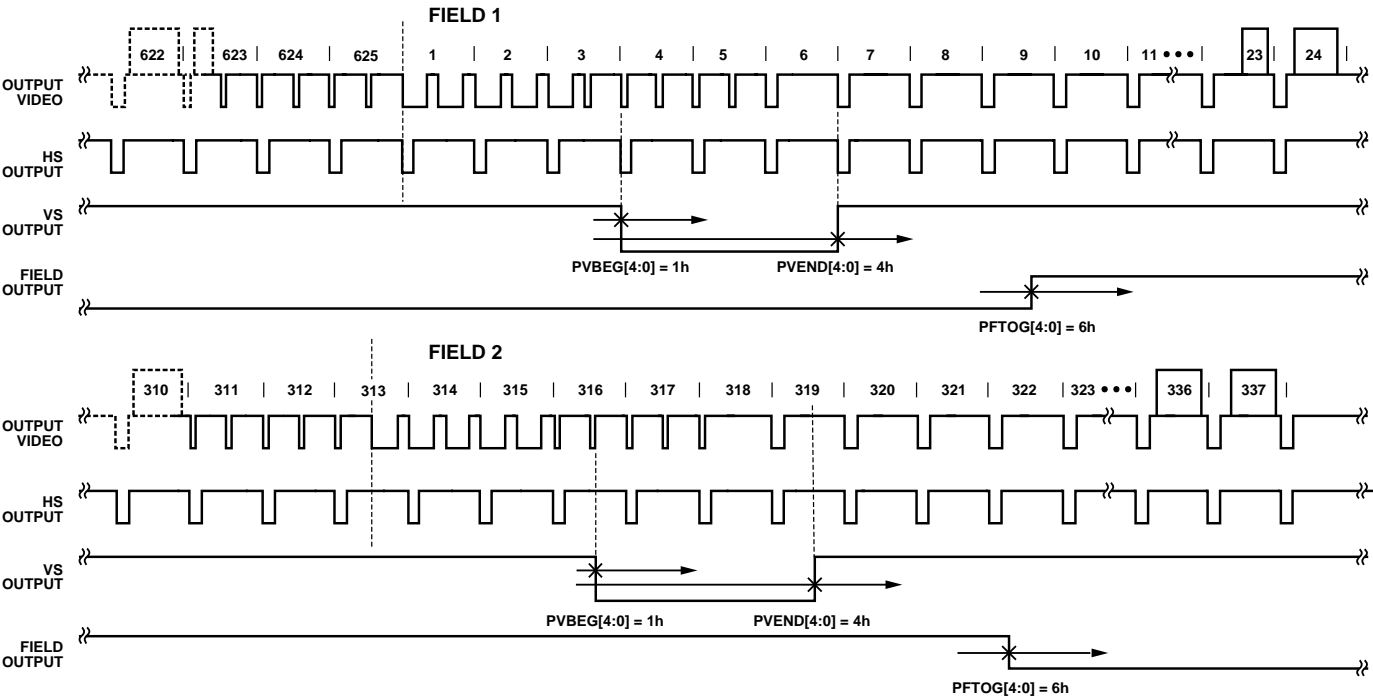 FIELD 1
622 623 624 625 1 2 3 4 5 6 7 8 9 10 11 ••• 23 24
OUTPUT
VIDEO
HS
OUTPUT
VS
OUTPUT
PVBEG[4:0] = 1h PVEND[4:0] = 4h
FIELD
OUTPUT
PFTOG[4:0] = 6h
FIELD 2
310 311 312 313 314 315 316 317 318 319 320 321 322 323 ••• 336 337
OUTPUT
VIDEO
HS
OUTPUT
VS
OUTPUT
PVBEG[4:0] = 1h PVEND[4:0] = 4h
FIELD
OUTPUT
PFTOG[4:0] = 6h